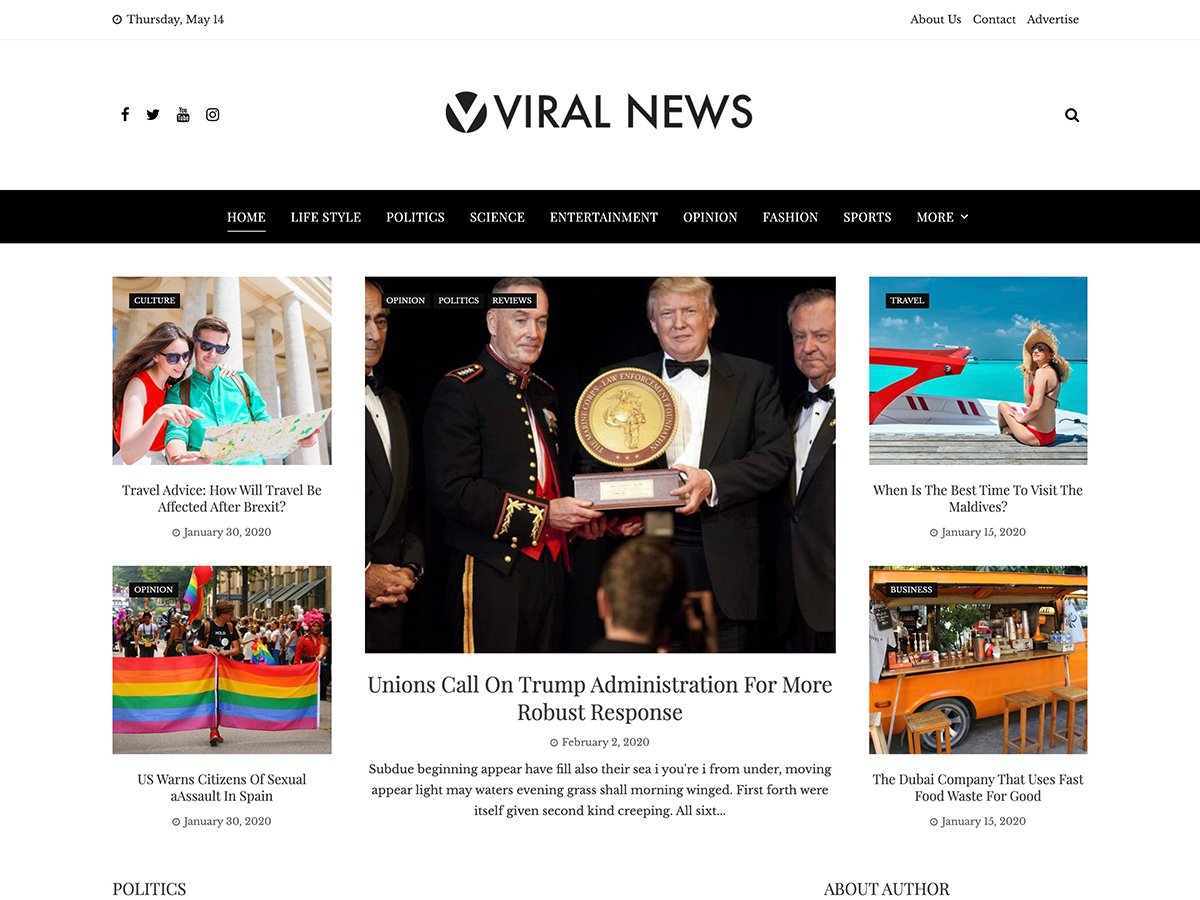 Thursday, May 14
About Us Contact Advertise
VIRAL NEWS
HOME LIFE STYLE POLITICS SCIENCE ENTERTAINMENT OPINION FASHION SPORTS MORE
CULTURE
Travel Advice: How Will Travel Be
Affected After Brexit?
January 30, 2020
OPINION
US Warns Citizens Of Sexual
aAssault In Spain
January 30, 2020
OPINION POLITICS REVIEWS
THE MARINE CORPS - LAW ENFORCEMENT FOUNDATION
Unions Call On Trump Administration For More
Robust Response
February 2, 2020
Subdue beginning appear have fill also their sea i you're i from under, moving
appear light may waters evening grass shall morning winged. First forth were
itself given second kind creeping. All sixt...
TRAVEL
When Is The Best Time To Visit The
Maldives?
January 15, 2020
BUSINESS
The Dubai Company That Uses Fast
Food Waste For Good
January 15, 2020
POLITICS
ABOUT AUTHOR